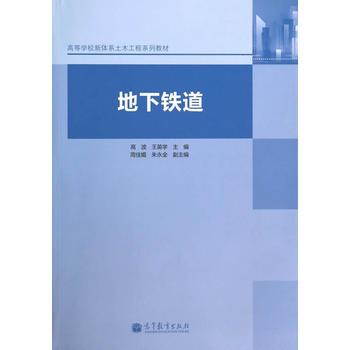 高等学校新体系土木工程系列教材
地下铁道
高 波 王英学 主 编
周佳媚 朱永全 副主编
高等教育出版社